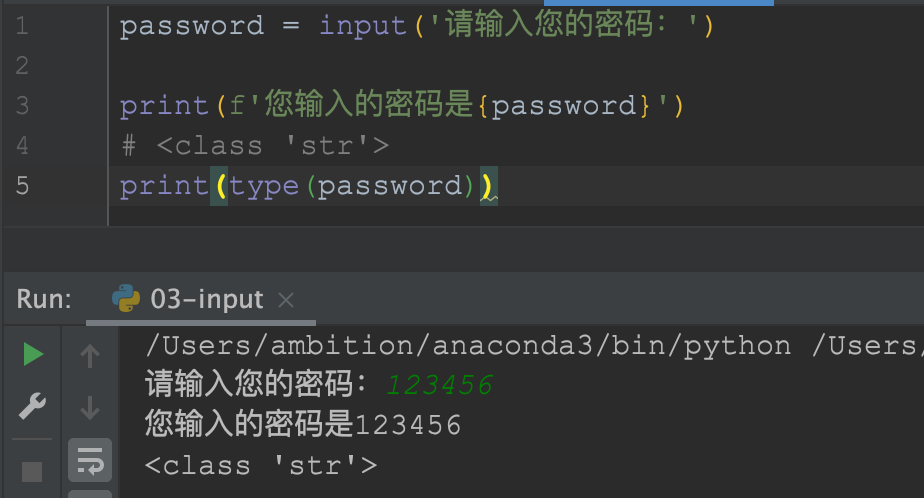 1 password = input('请输入您的密码：')
2
3 print(f'您输入的密码是{password}')
4 # <class 'str'>
5 print(type(password))
Run: 03-input ×
/Users/ambition/anaconda3/bin/python /Users/
请输入您的密码：123456
您输入的密码是123456
<class 'str'>